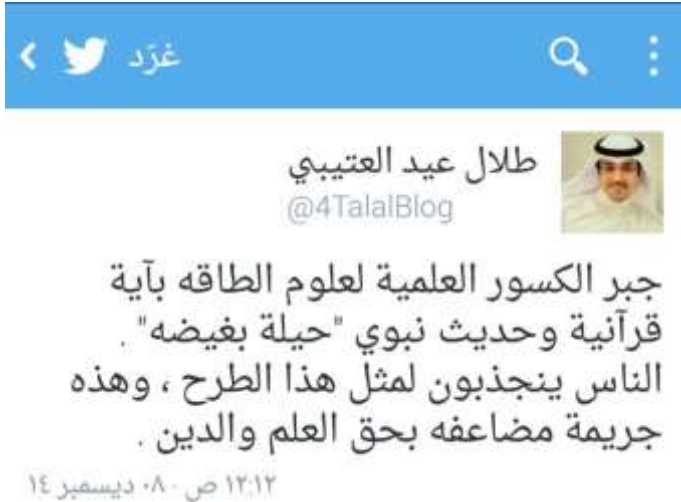 غرّد
طلال عيد العتيبي
@4TalalBlog
جبر الكسور العلمية لعلوم الطاقه بآية
قرآنية وحديث نبوي "حيلة بغيضه" .
الناس ينجذبون لمثل هذا الطرح ، وهذه
جريمة مضاعفه بحق العلم والدين .
١٢:١٢ ص - ٠٨ ديسمبر ١٤